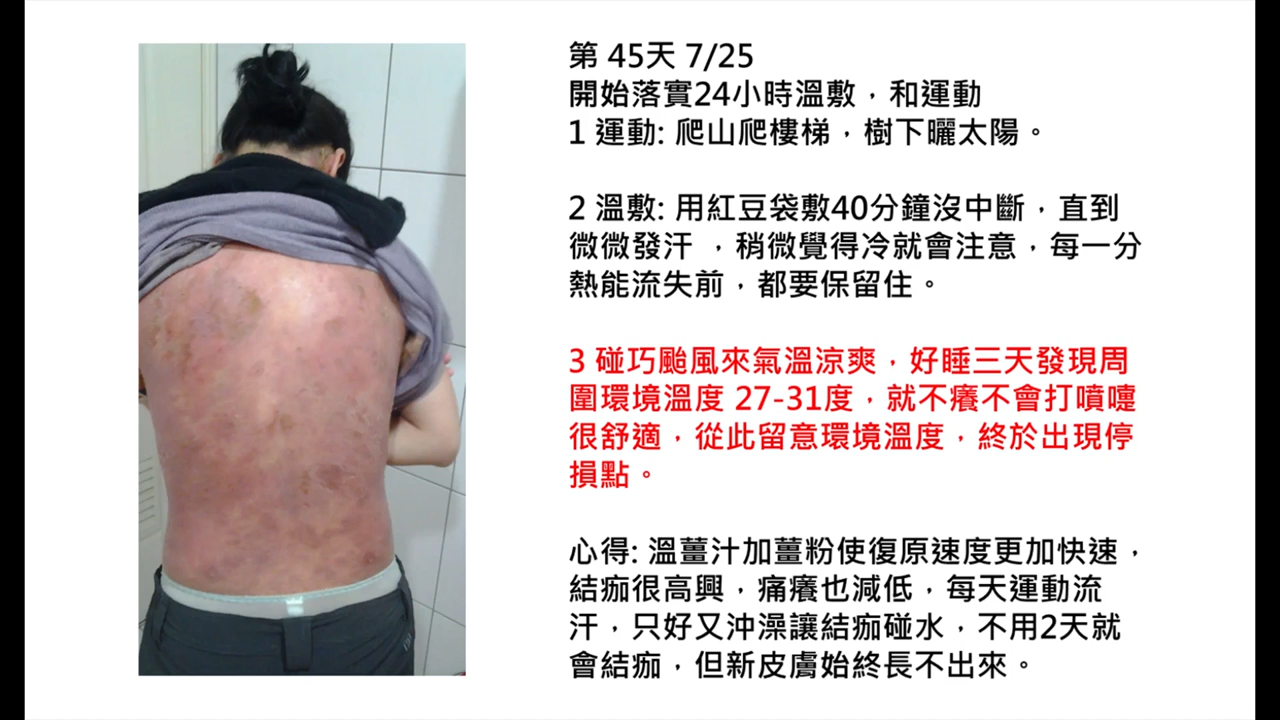 第 45天 7/25
開始落實24小時溫敷，和運動
1 運動: 爬山爬樓梯，樹下曬太陽。
2 溫敷: 用紅豆袋敷40分鐘沒中斷，直到
微微發汗 ，稍微覺得冷就會注意，每一分
熱能流失前，都要保留住。
3 碰巧颱風來氣溫涼爽，好睡三天發現周
圍環境溫度 27-31度，就不癢不會打噴嚏
很舒適，從此留意環境溫度，終於出現停
損點。
心得: 溫薑汁加薑粉使復原速度更加快速，
結痂很高興，痛癢也減低，每天運動流
汗，只好又沖澡讓結痂碰水，不用2天就
會結痂，但新皮膚始終長不出來。